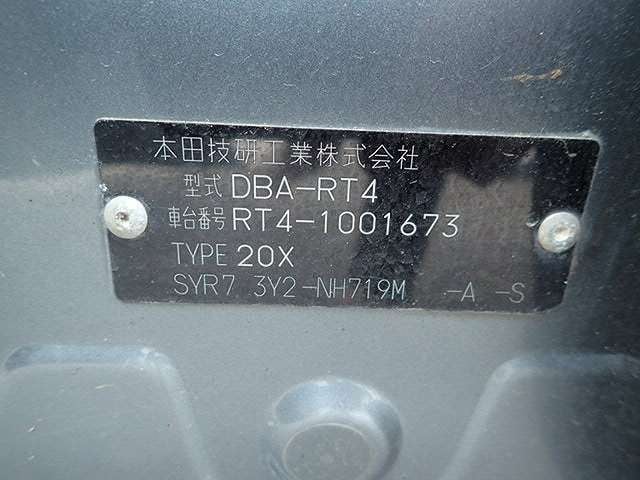 本田技研工業株式会社
型式 DBA-RT4
車台番号 RT4-1001673
TYPE 20X
SYR7 3Y2-NH719M -A -S